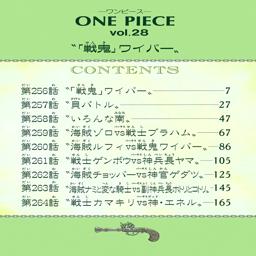 ―ワンピース―
ONE PIECE
vol.28
〝「戦鬼」ワイパー〟
CONTENTS
第256話 〝「戦鬼」ワイパー〟 7
第257話 〝貝バトル〟 27
第258話 〝いろんな南〟 47
第259話 〝海賊ゾロvs戦士ブラハム〟 67
第260話 〝海賊ルフィvs戦鬼ワイパー〟 86
第261話 〝戦士ゲンボウvs神兵長ヤマ〟 105
第262話 〝海賊チョッパーvs神官ゲダツ〟 125
第263話 〝海賊ナミと変な騎士vs副神兵長ホトリとコトリ〟 145
第264話 〝戦士カマキリvs神・エネル〟 165